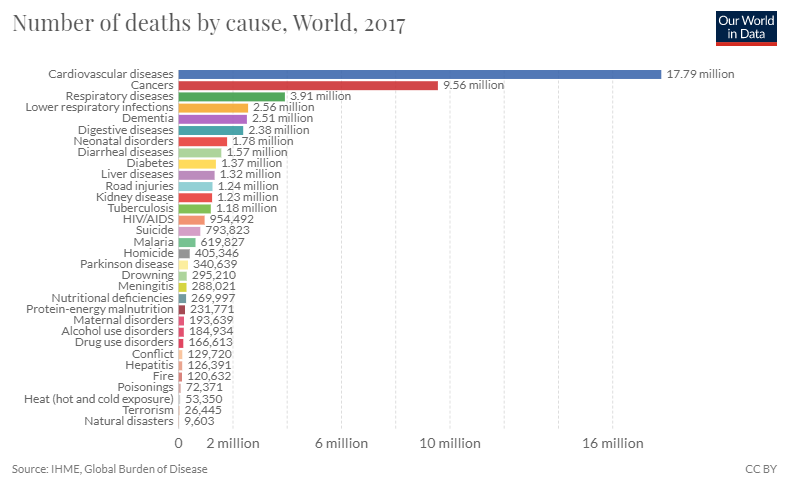 Number of deaths by cause, World, 2017
Our World
in Data
Cardiovascular diseases 17.79 million
Cancers 9.56 million
Respiratory diseases 3.91 million
Lower respiratory infections 2.56 million
Dementia 2.51 million
Digestive diseases 2.38 million
Neonatal disorders 1.78 million
Diarrheal diseases 1.57 million
Diabetes 1.37 million
Liver diseases 1.32 million
Road injuries 1.24 million
Kidney disease 1.23 million
Tuberculosis 1.18 million
HIV/AIDS 954,492
Suicide 793,823
Malaria 619,827
Homicide 405,346
Parkinson disease 340,639
Drowning 295,210
Meningitis 288,021
Nutritional deficiencies 269,997
Protein-energy malnutrition 231,771
Maternal disorders 193,639
Alcohol use disorders 184,934
Drug use disorders 166,613
Conflict 129,720
Hepatitis 126,391
Fire 120,632
Poisonings 72,371
Heat (hot and cold exposure) 53,350
Terrorism 26,445
Natural disasters 9,603
0 2 million 6 million 10 million 16 million
Source: IHME, Global Burden of Disease CC BY